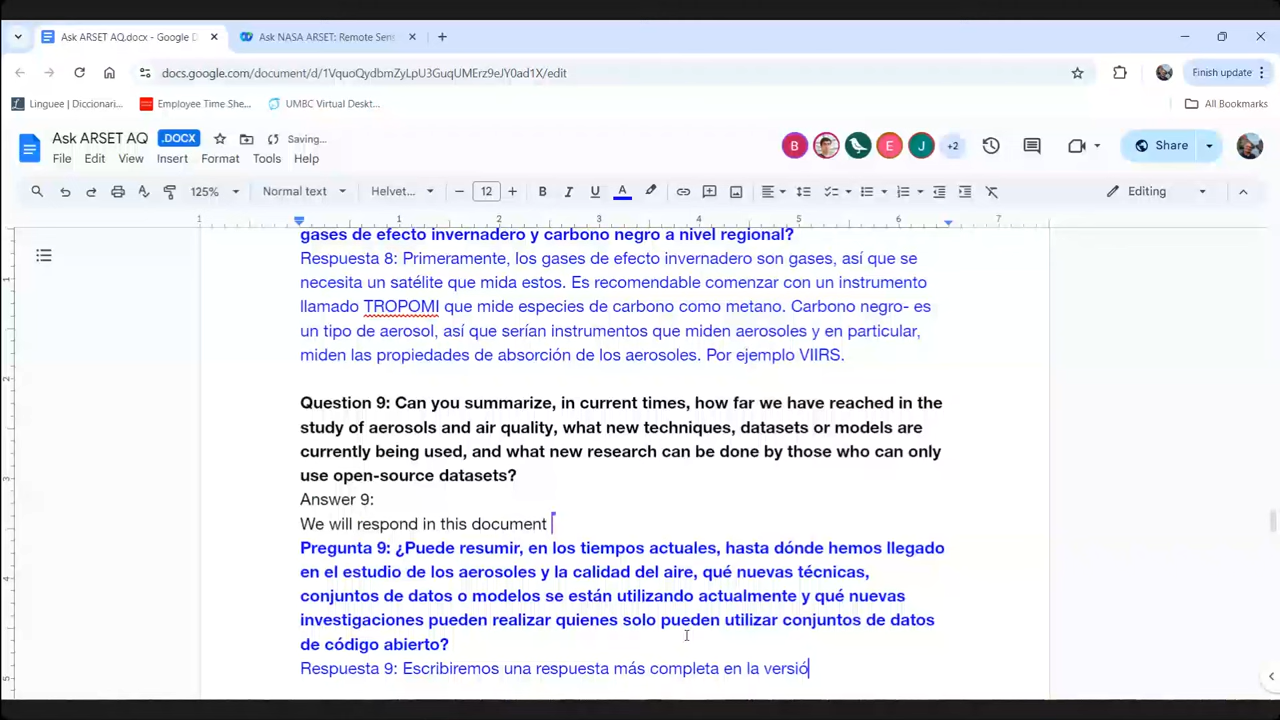 Ask ARSET AQ.docx - Google D
Ask NASA ARSET: Remote Sens
docs.google.com/document/d/1VquoQydbmZyLpU3GuqUMErz9eJY0ad1X/edit
Finish update
Linguee | Diccionari...
Employee Time She...
UMBC Virtual Deskt...
All Bookmarks
Ask ARSET AQ .DOCX Saving...
File Edit View Insert Format Tools Help
B E J +2 Share
125% Normal text Helvet... 12 B I U A Editing
1 1 2 3 4 5 6 7
gases de efecto invernadero y carbono negro a nivel regional?
Respuesta 8: Primeramente, los gases de efecto invernadero son gases, así que se
necesita un satélite que mida estos. Es recomendable comenzar con un instrumento
llamado TROPOMI que mide especies de carbono como metano. Carbono negro- es
un tipo de aerosol, así que serían instrumentos que miden aerosoles y en particular,
miden las propiedades de absorción de los aerosoles. Por ejemplo VIIRS.
Question 9: Can you summarize, in current times, how far we have reached in the
study of aerosols and air quality, what new techniques, datasets or models are
currently being used, and what new research can be done by those who can only
use open-source datasets?
Answer 9:
We will respond in this document
Pregunta 9: ¿Puede resumir, en los tiempos actuales, hasta dónde hemos llegado
en el estudio de los aerosoles y la calidad del aire, qué nuevas técnicas,
conjuntos de datos o modelos se están utilizando actualmente y qué nuevas
investigaciones pueden realizar quienes solo pueden utilizar conjuntos de datos
de código abierto?
Respuesta 9: Escribiremos una respuesta más completa en la versió